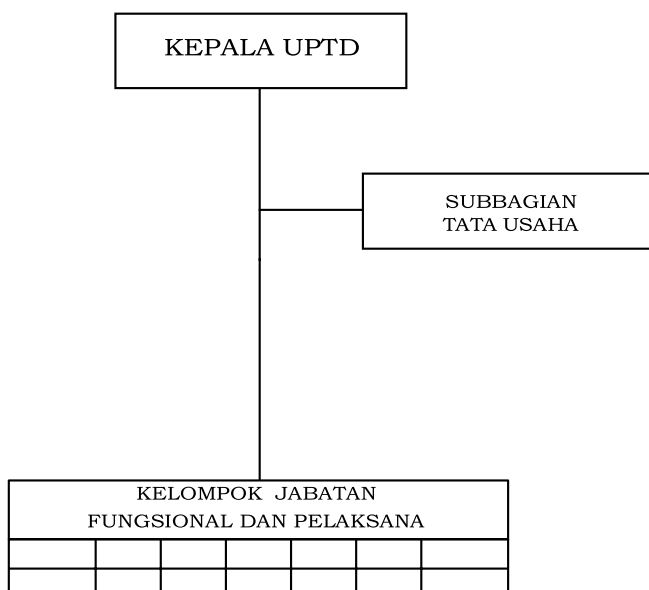 KEPALA UPTD
SUBBAGIAN
TATA USAHA
KELOMPOK JABATAN
FUNGSIONAL DAN PELAKSANA